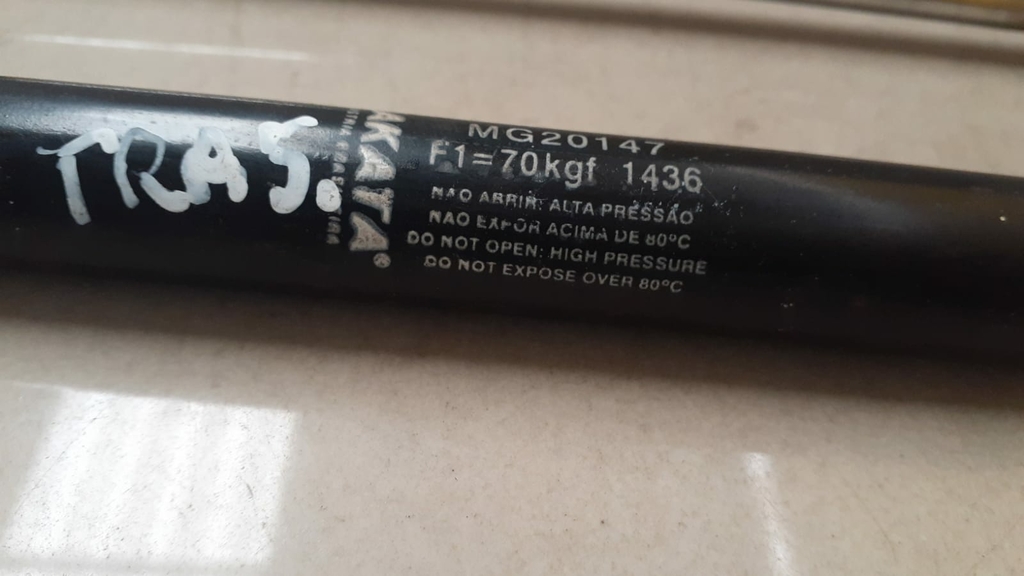 TRAS.
AKATA®
MG20147
F1=70kgf 1436
NÃO ABRIR: ALTA PRESSÃO
NÃO EXPOR ACIMA DE 80°C
DO NOT OPEN: HIGH PRESSURE
DO NOT EXPOSE OVER 80°C